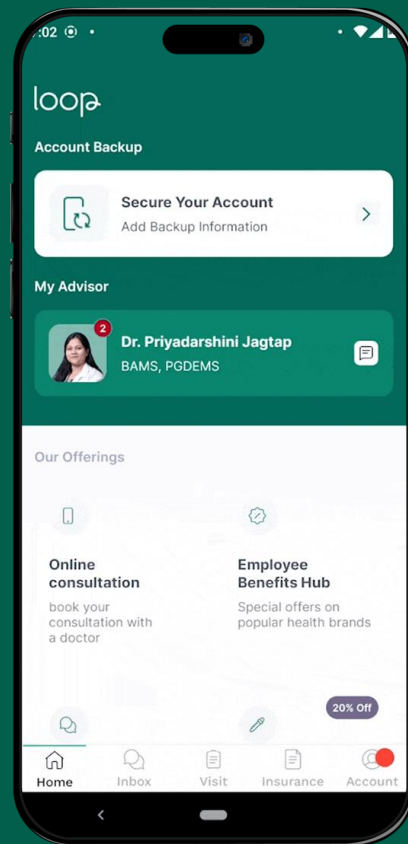 :02
loop
Account Backup
Secure Your Account
Add Backup Information
My Advisor
2
Dr. Priyadarshini Jagtap
BAMS, PGDEMS
Our Offerings
Online
consultation
book your
consultation with
a doctor
Employee
Benefits Hub
Special offers on
popular health brands
20% Off
Home
Inbox
Visit
Insurance
Account